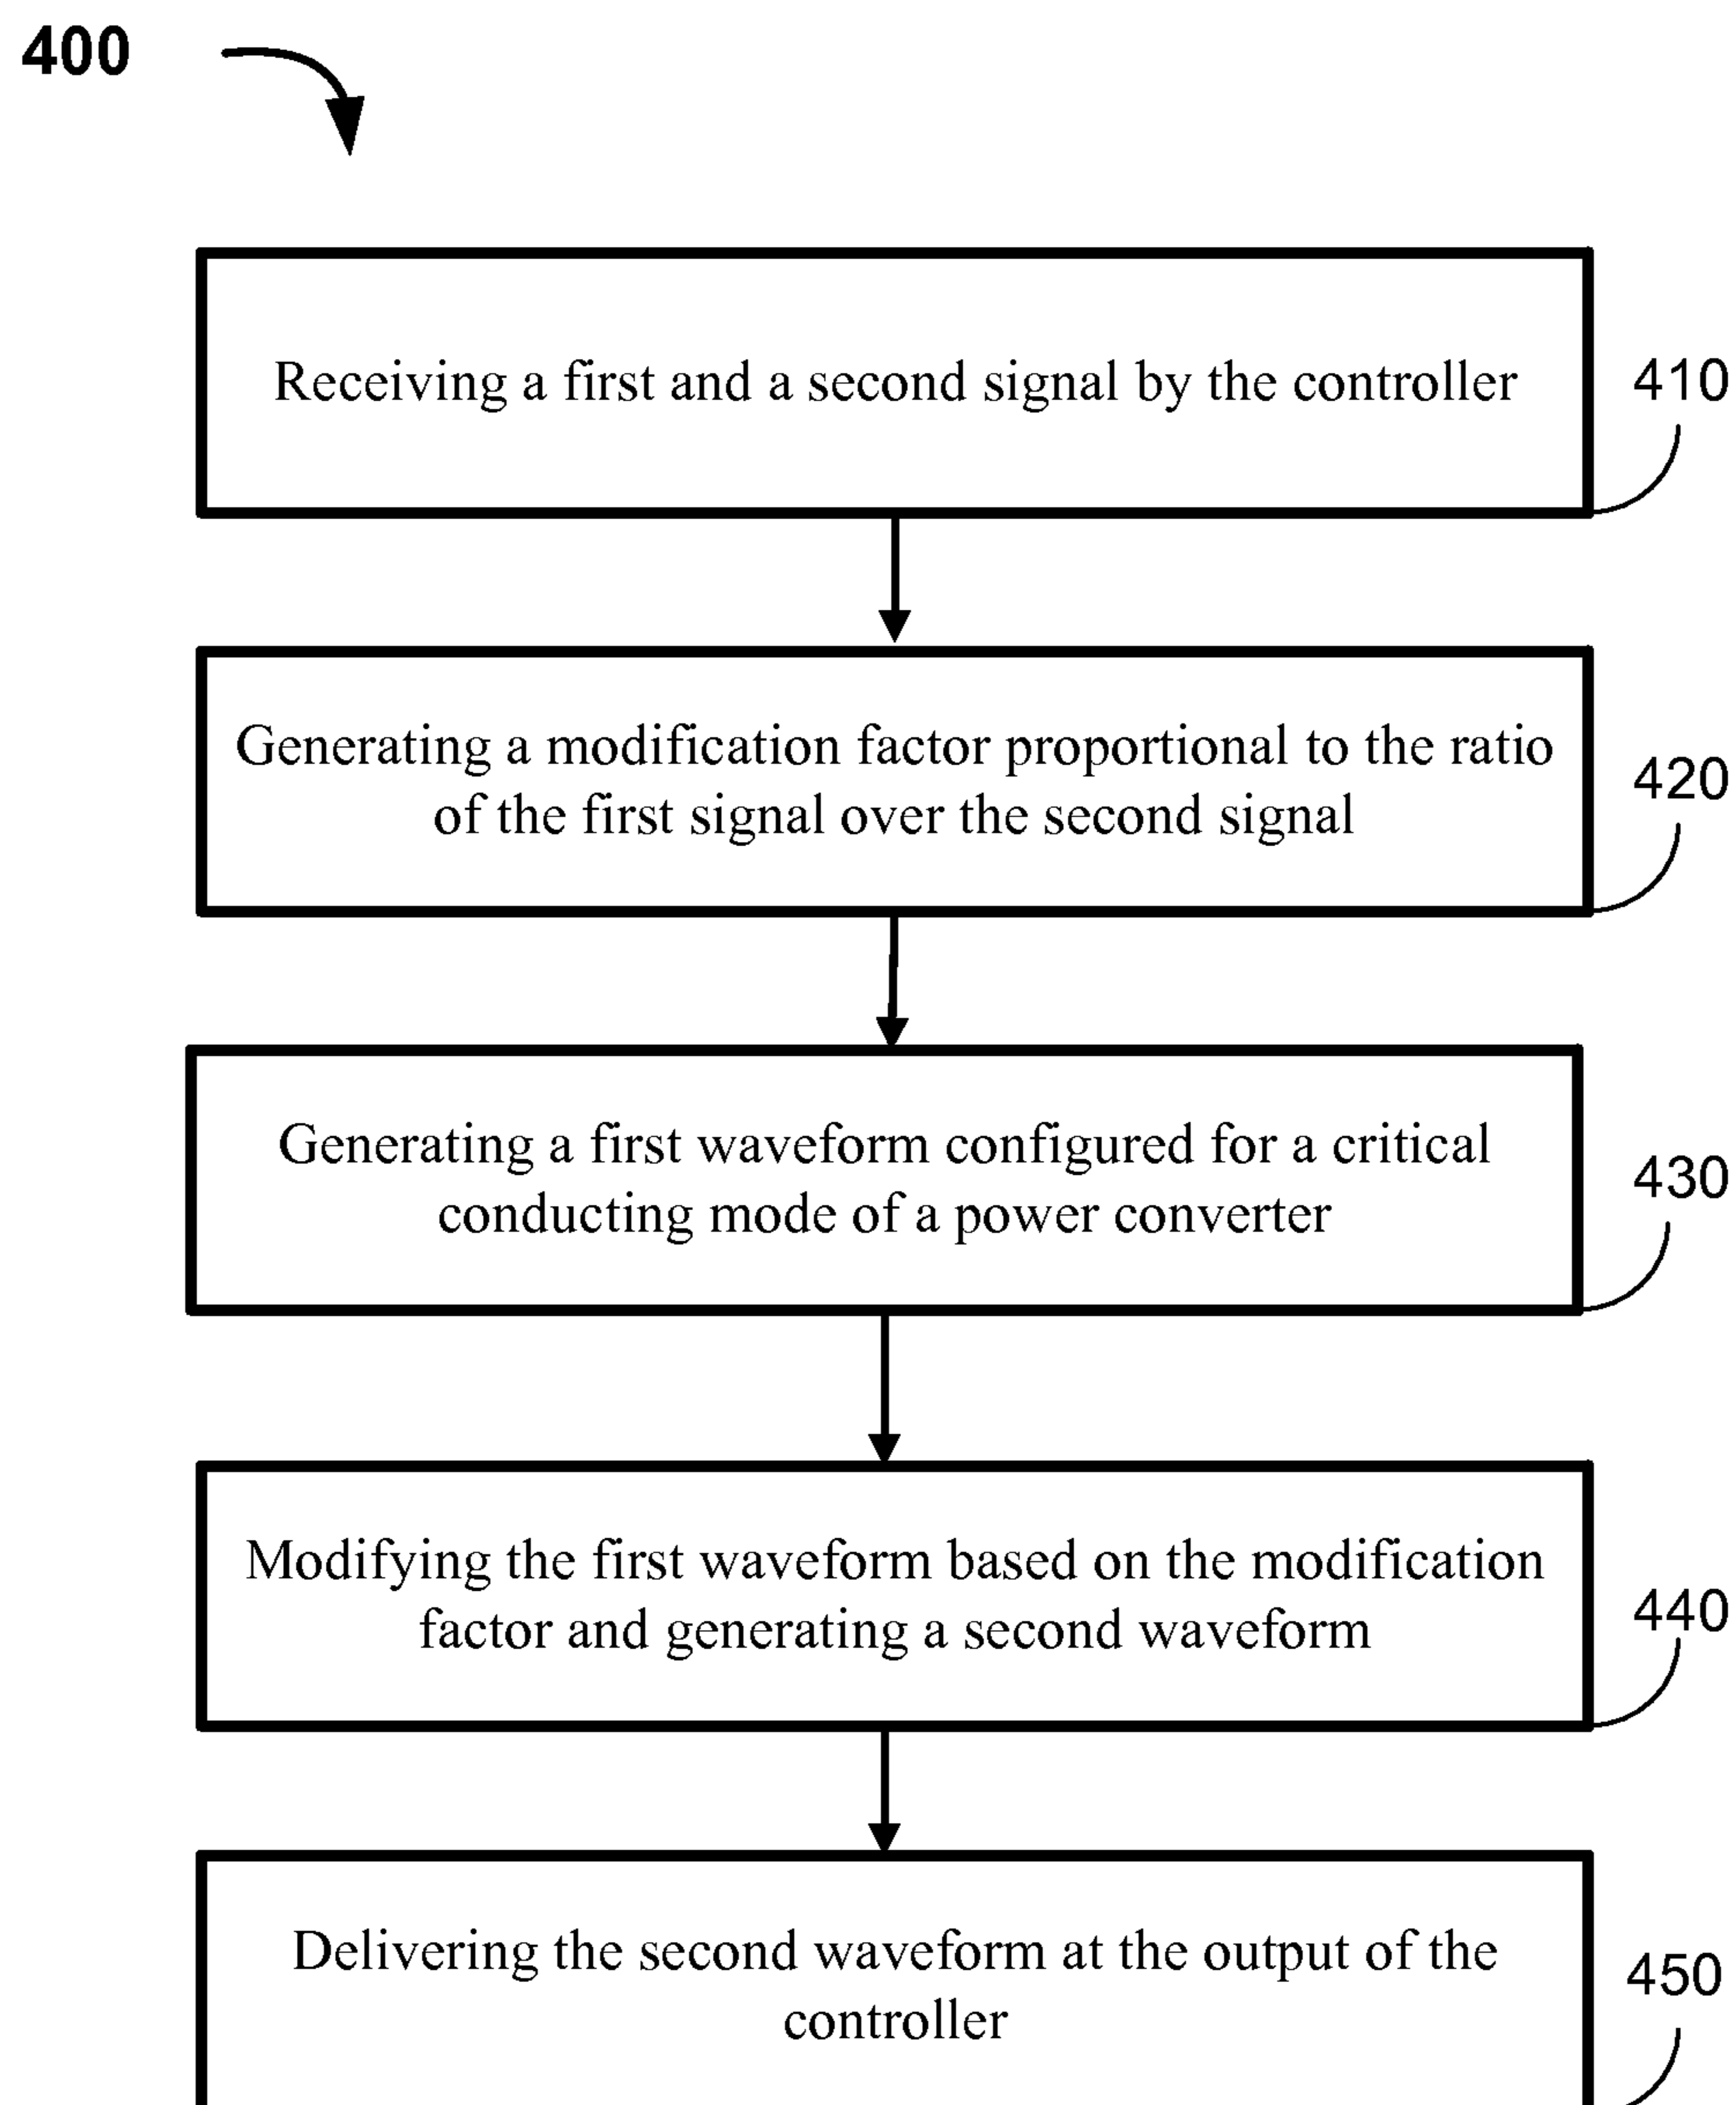 400
Receiving a first and a second signal by the controller
410
Generating a modification factor proportional to the ratio
of the first signal over the second signal
420
Generating a first waveform configured for a critical
conducting mode of a power converter
430
Modifying the first waveform based on the modification
factor and generating a second waveform
440
Delivering the second waveform at the output of the
controller
450